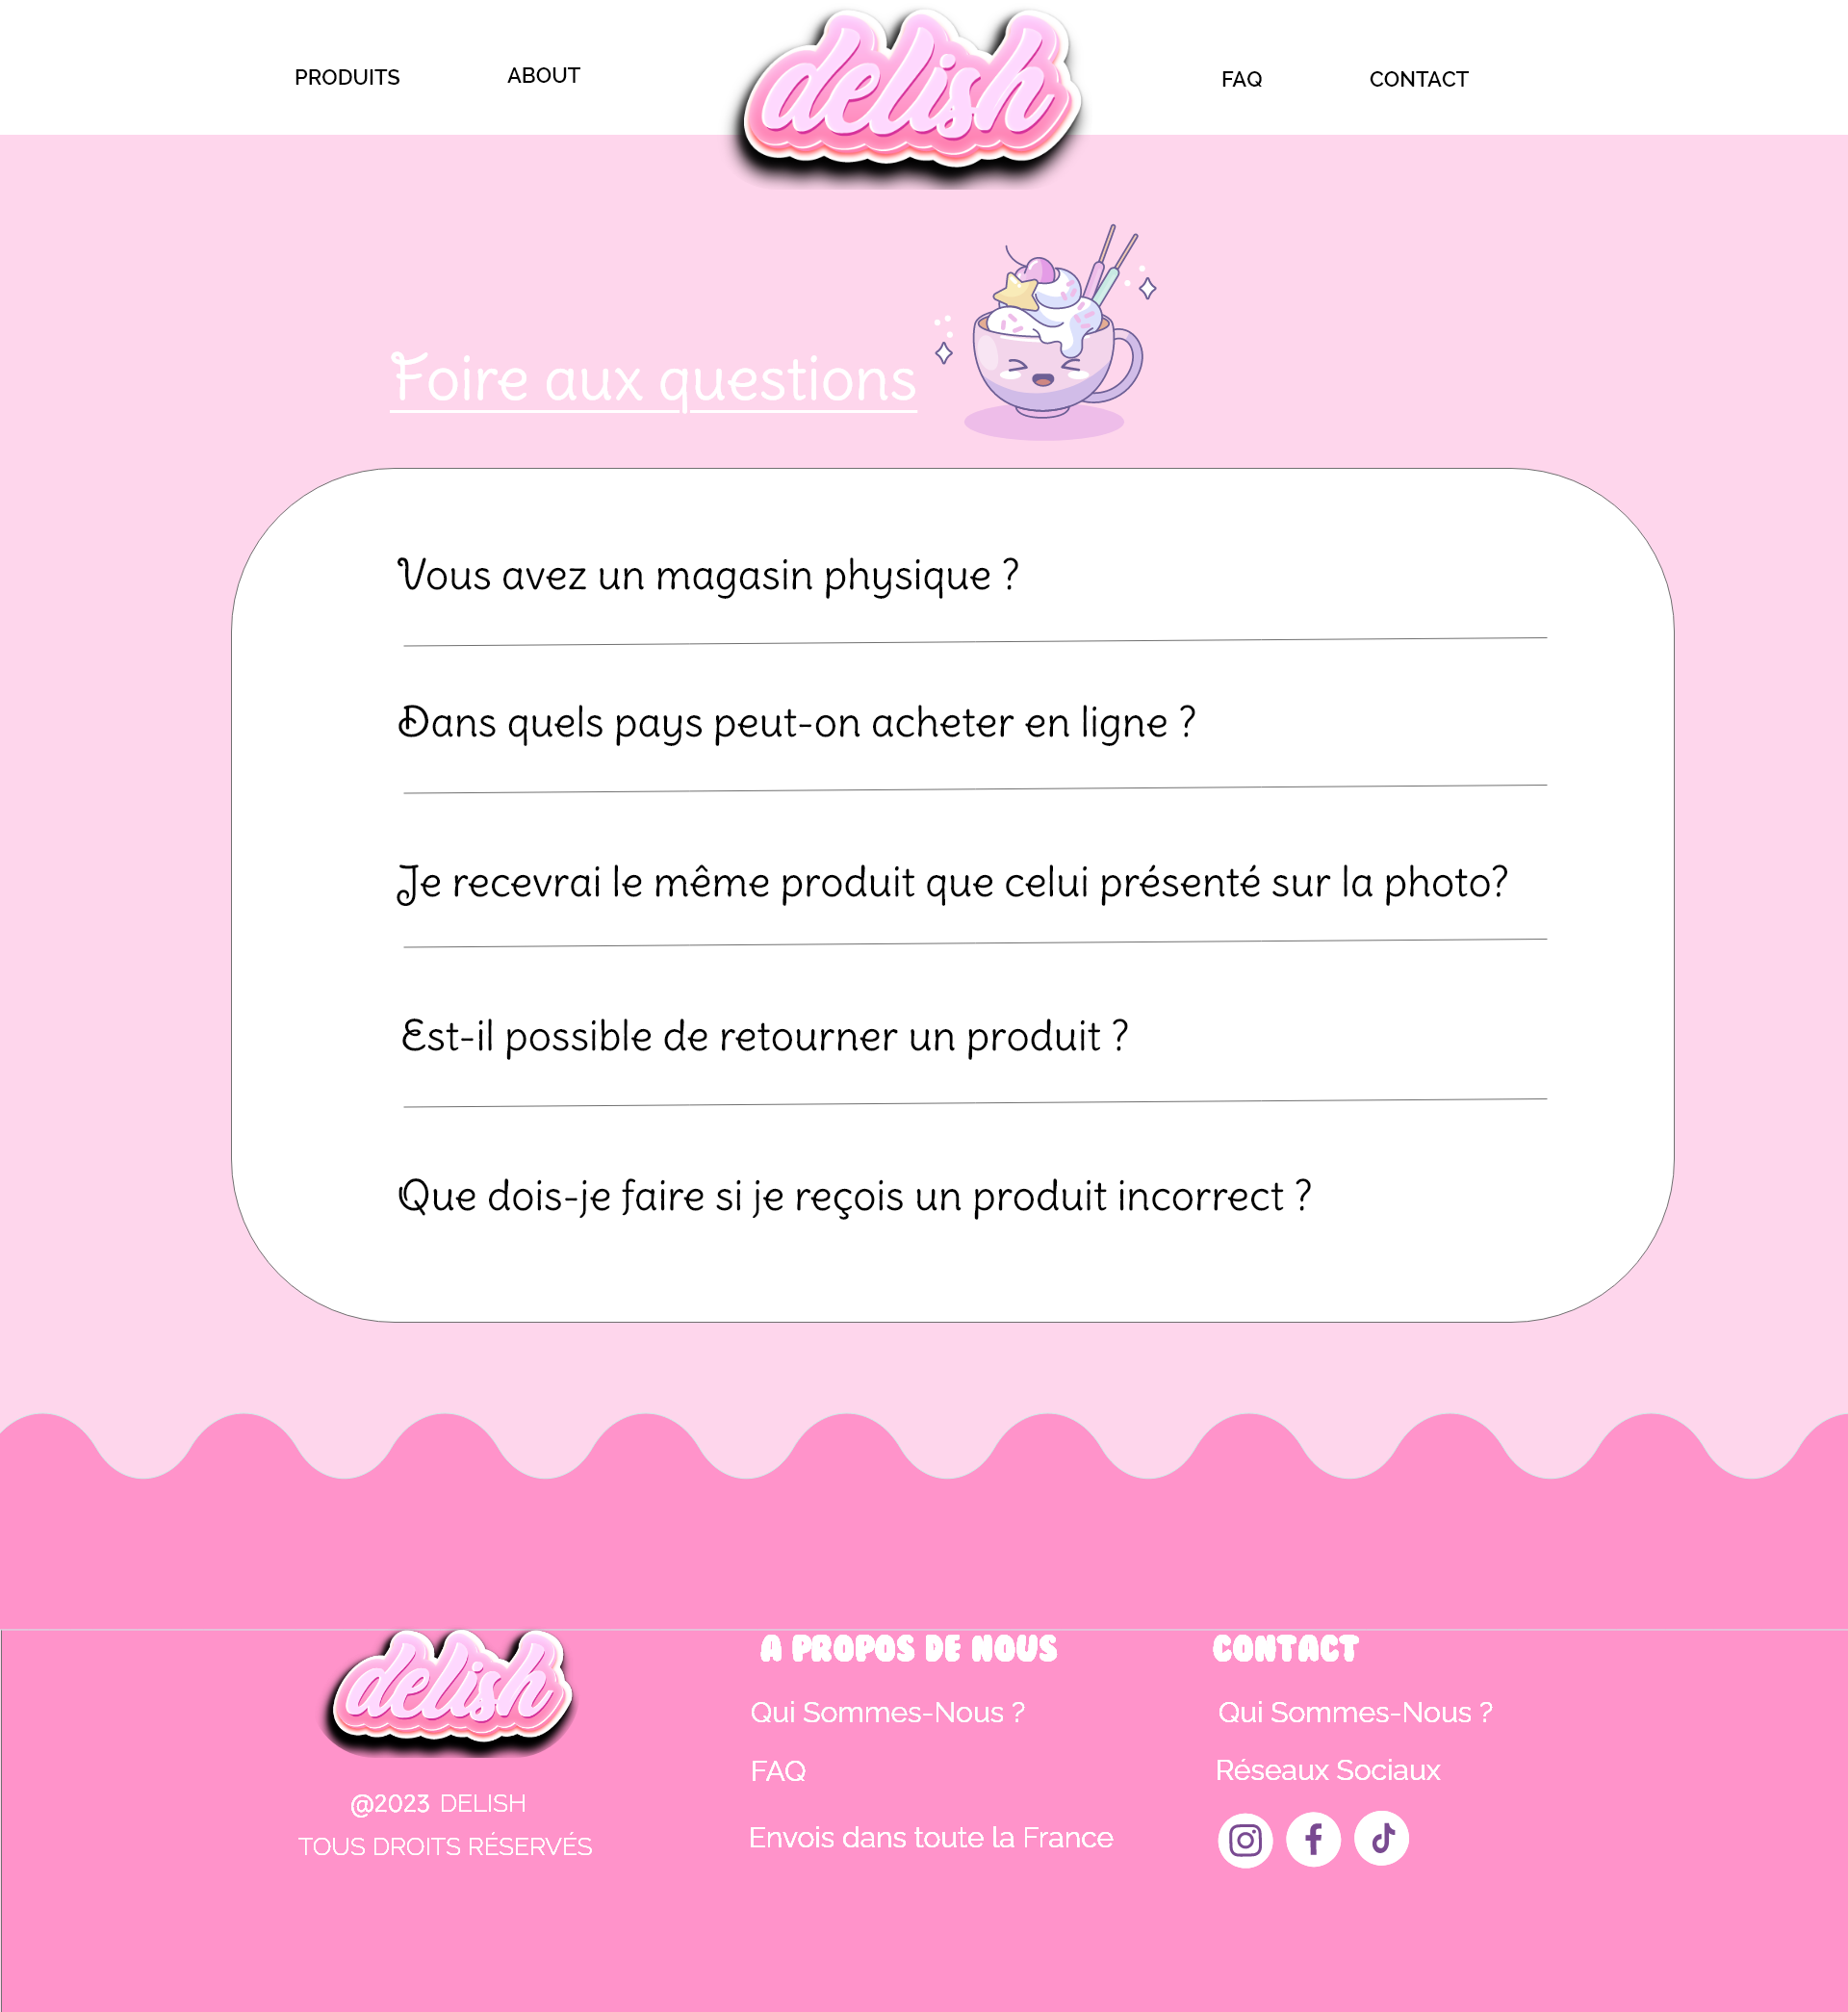 PRODUITS
ABOUT
delish
FAQ
CONTACT
Foire aux questions
Vous avez un magasin physique ?
Dans quels pays peut-on acheter en ligne ?
Je recevrai le même produit que celui présenté sur la photo?
Est-il possible de retourner un produit ?
Que dois-je faire si je reçois un produit incorrect ?
delish
@2023 DELISH
TOUS DROITS RÉSERVÉS
A PROPOS DE NOUS
Qui Sommes-Nous ?
FAQ
Envois dans toute la France
CONTACT
Qui Sommes-Nous ?
Réseaux Sociaux